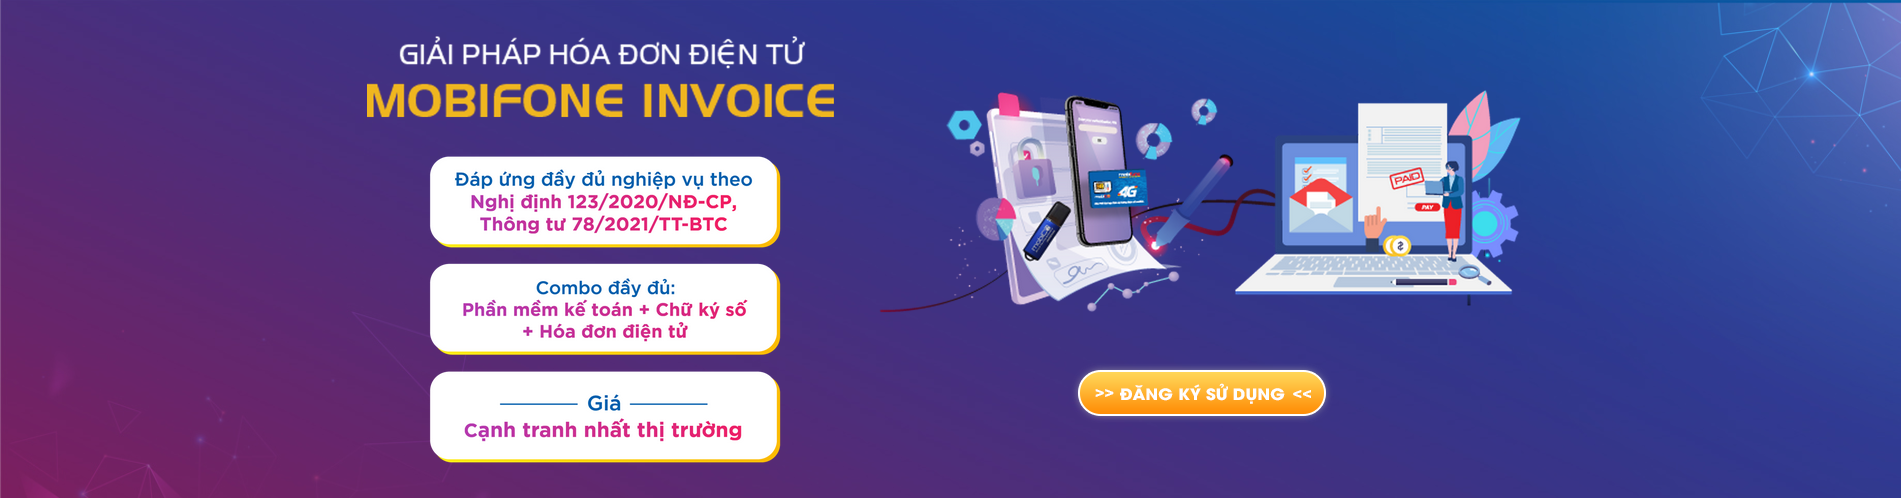 GIẢI PHÁP HÓA ĐƠN ĐIỆN TỬ
MOBIFONE INVOICE
Đáp ứng đầy đủ nghiệp vụ theo
Nghị định 123/2020/NĐ-CP,
Thông tư 78/2021/TT-BTC
Combo đầy đủ:
Phần mềm kế toán + Chữ ký số
+ Hóa đơn điện tử
Giá
Cạnh tranh nhất thị trường
4G
PAID
PAY
>> ĐĂNG KÝ SỬ DỤNG <<